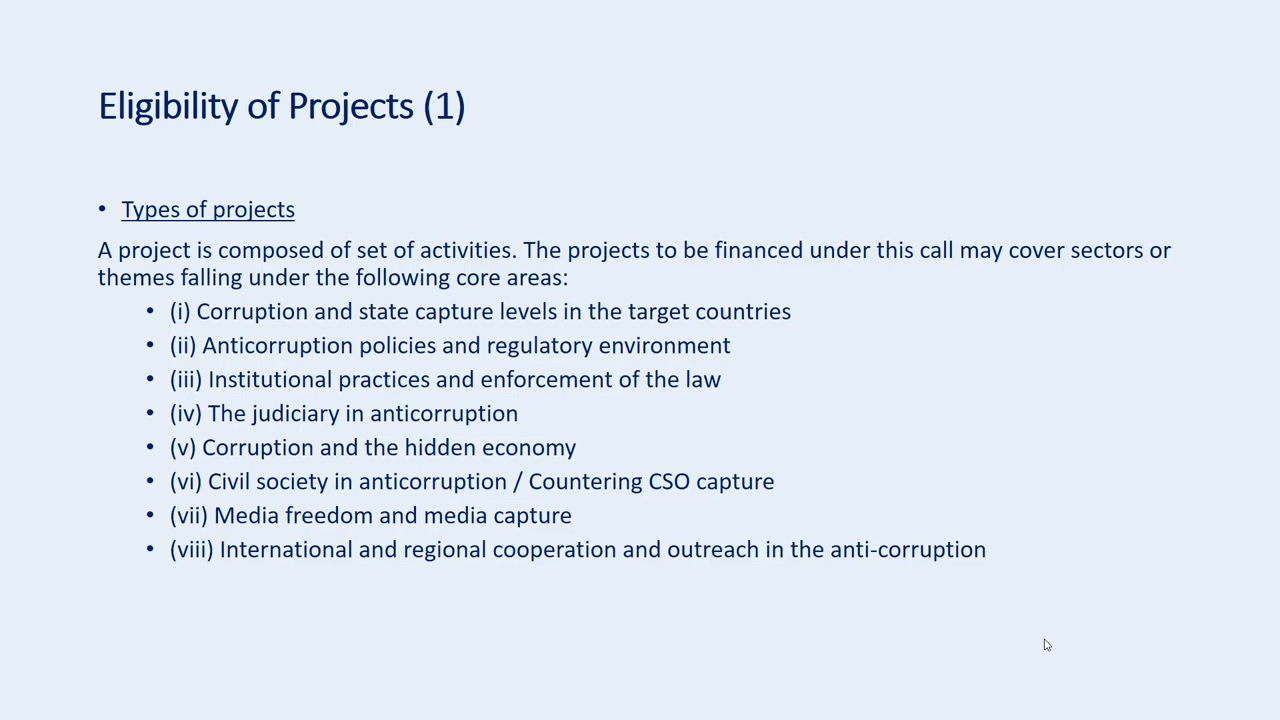 Eligibility of Projects (1)
• Types of projects
A project is composed of set of activities. The projects to be financed under this call may cover sectors or
themes falling under the following core areas:
• (i) Corruption and state capture levels in the target countries
• (ii) Anticorruption policies and regulatory environment
• (iii) Institutional practices and enforcement of the law
• (iv) The judiciary in anticorruption
• (v) Corruption and the hidden economy
• (vi) Civil society in anticorruption / Countering CSO capture
• (vii) Media freedom and media capture
• (viii) International and regional cooperation and outreach in the anti-corruption